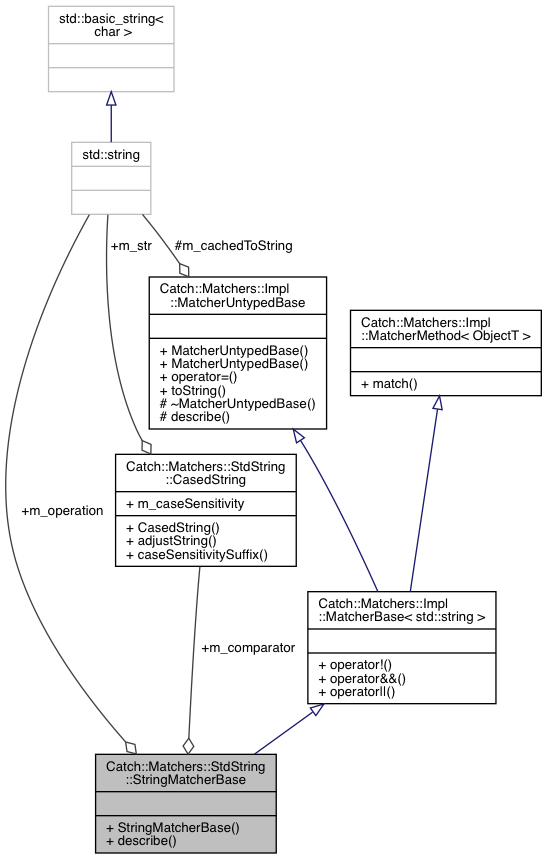 std::basic_string<
char >
std::string
+m_str
#m_cachedToString
Catch::Matchers::Impl
::MatcherUntypedBase
+ MatcherUntypedBase()
+ MatcherUntypedBase()
+ operator=()
+ toString()
# ~MatcherUntypedBase()
# describe()
Catch::Matchers::Impl
::MatcherMethod< ObjectT >
+ match()
Catch::Matchers::StdString
::CasedString
+ m_caseSensitivity
+ CasedString()
+ adjustString()
+ caseSensitivitySuffix()
+m_operation
+m_comparator
Catch::Matchers::Impl
::MatcherBase< std::string >
+ operator!()
+ operator&&()
+ operator||()
Catch::Matchers::StdString
::StringMatcherBase
+ StringMatcherBase()
+ describe()